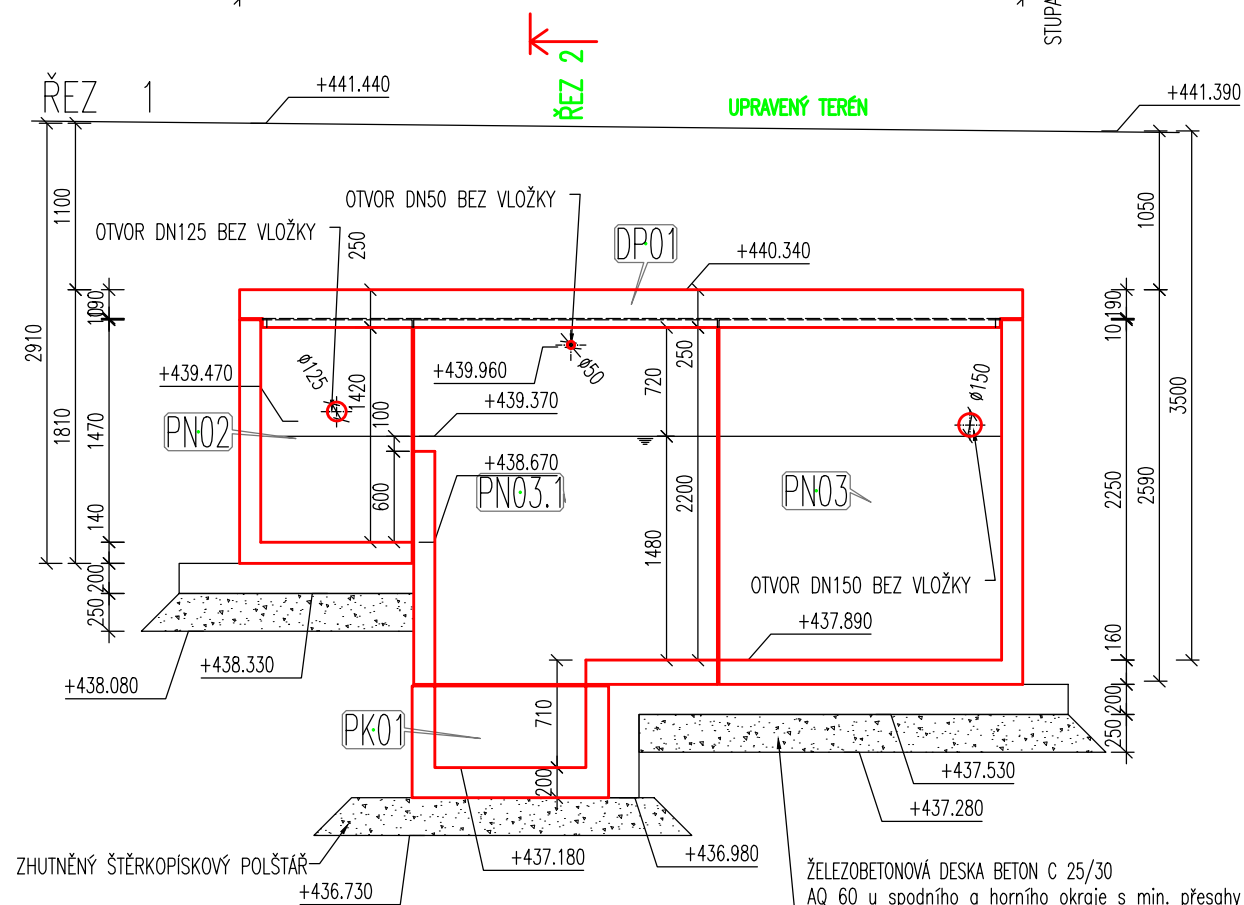 STUPA
ŘEZ 2
ŘEZ 1
+441.440
UPRAVENÝ TERÉN
+441.390
1100
1050
OTVOR DN50 BEZ VLOŽKY
OTVOR DN125 BEZ VLOŽKY
250
DP01
+440.340
2910
1810
190
10
1470
140
200
250
+439.470
ø125
1420
100
600
+439.960
ø50
+439.370
720
250
ø150
10
190
3500
PN02
+438.670
PN03.1
PN03
2200
1480
2250
2590
OTVOR DN150 BEZ VLOŽKY
+437.890
160
200
250
+438.330
+438.080
710
200
PK01
+437.530
+437.280
ZHUTNĚNÝ ŠTĚRKOPÍSKOVÝ POLŠTÁŘ
+437.180
+436.980
+436.730
ŽELEZOBETONOVÁ DESKA BETON C 25/30
AQ 60 u spodního a horního okraje s min. přesahy